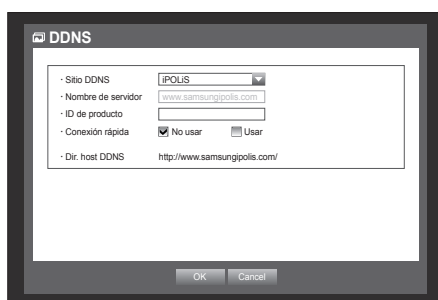 DDNS
· Sitio DDNS iPOLiS
· Nombre de servidor www.samsungipolis.com
· ID de producto
· Conexión rápida No usar Usar
· Dir. host DDNS http://www.samsungipolis.com/
OK Cancel